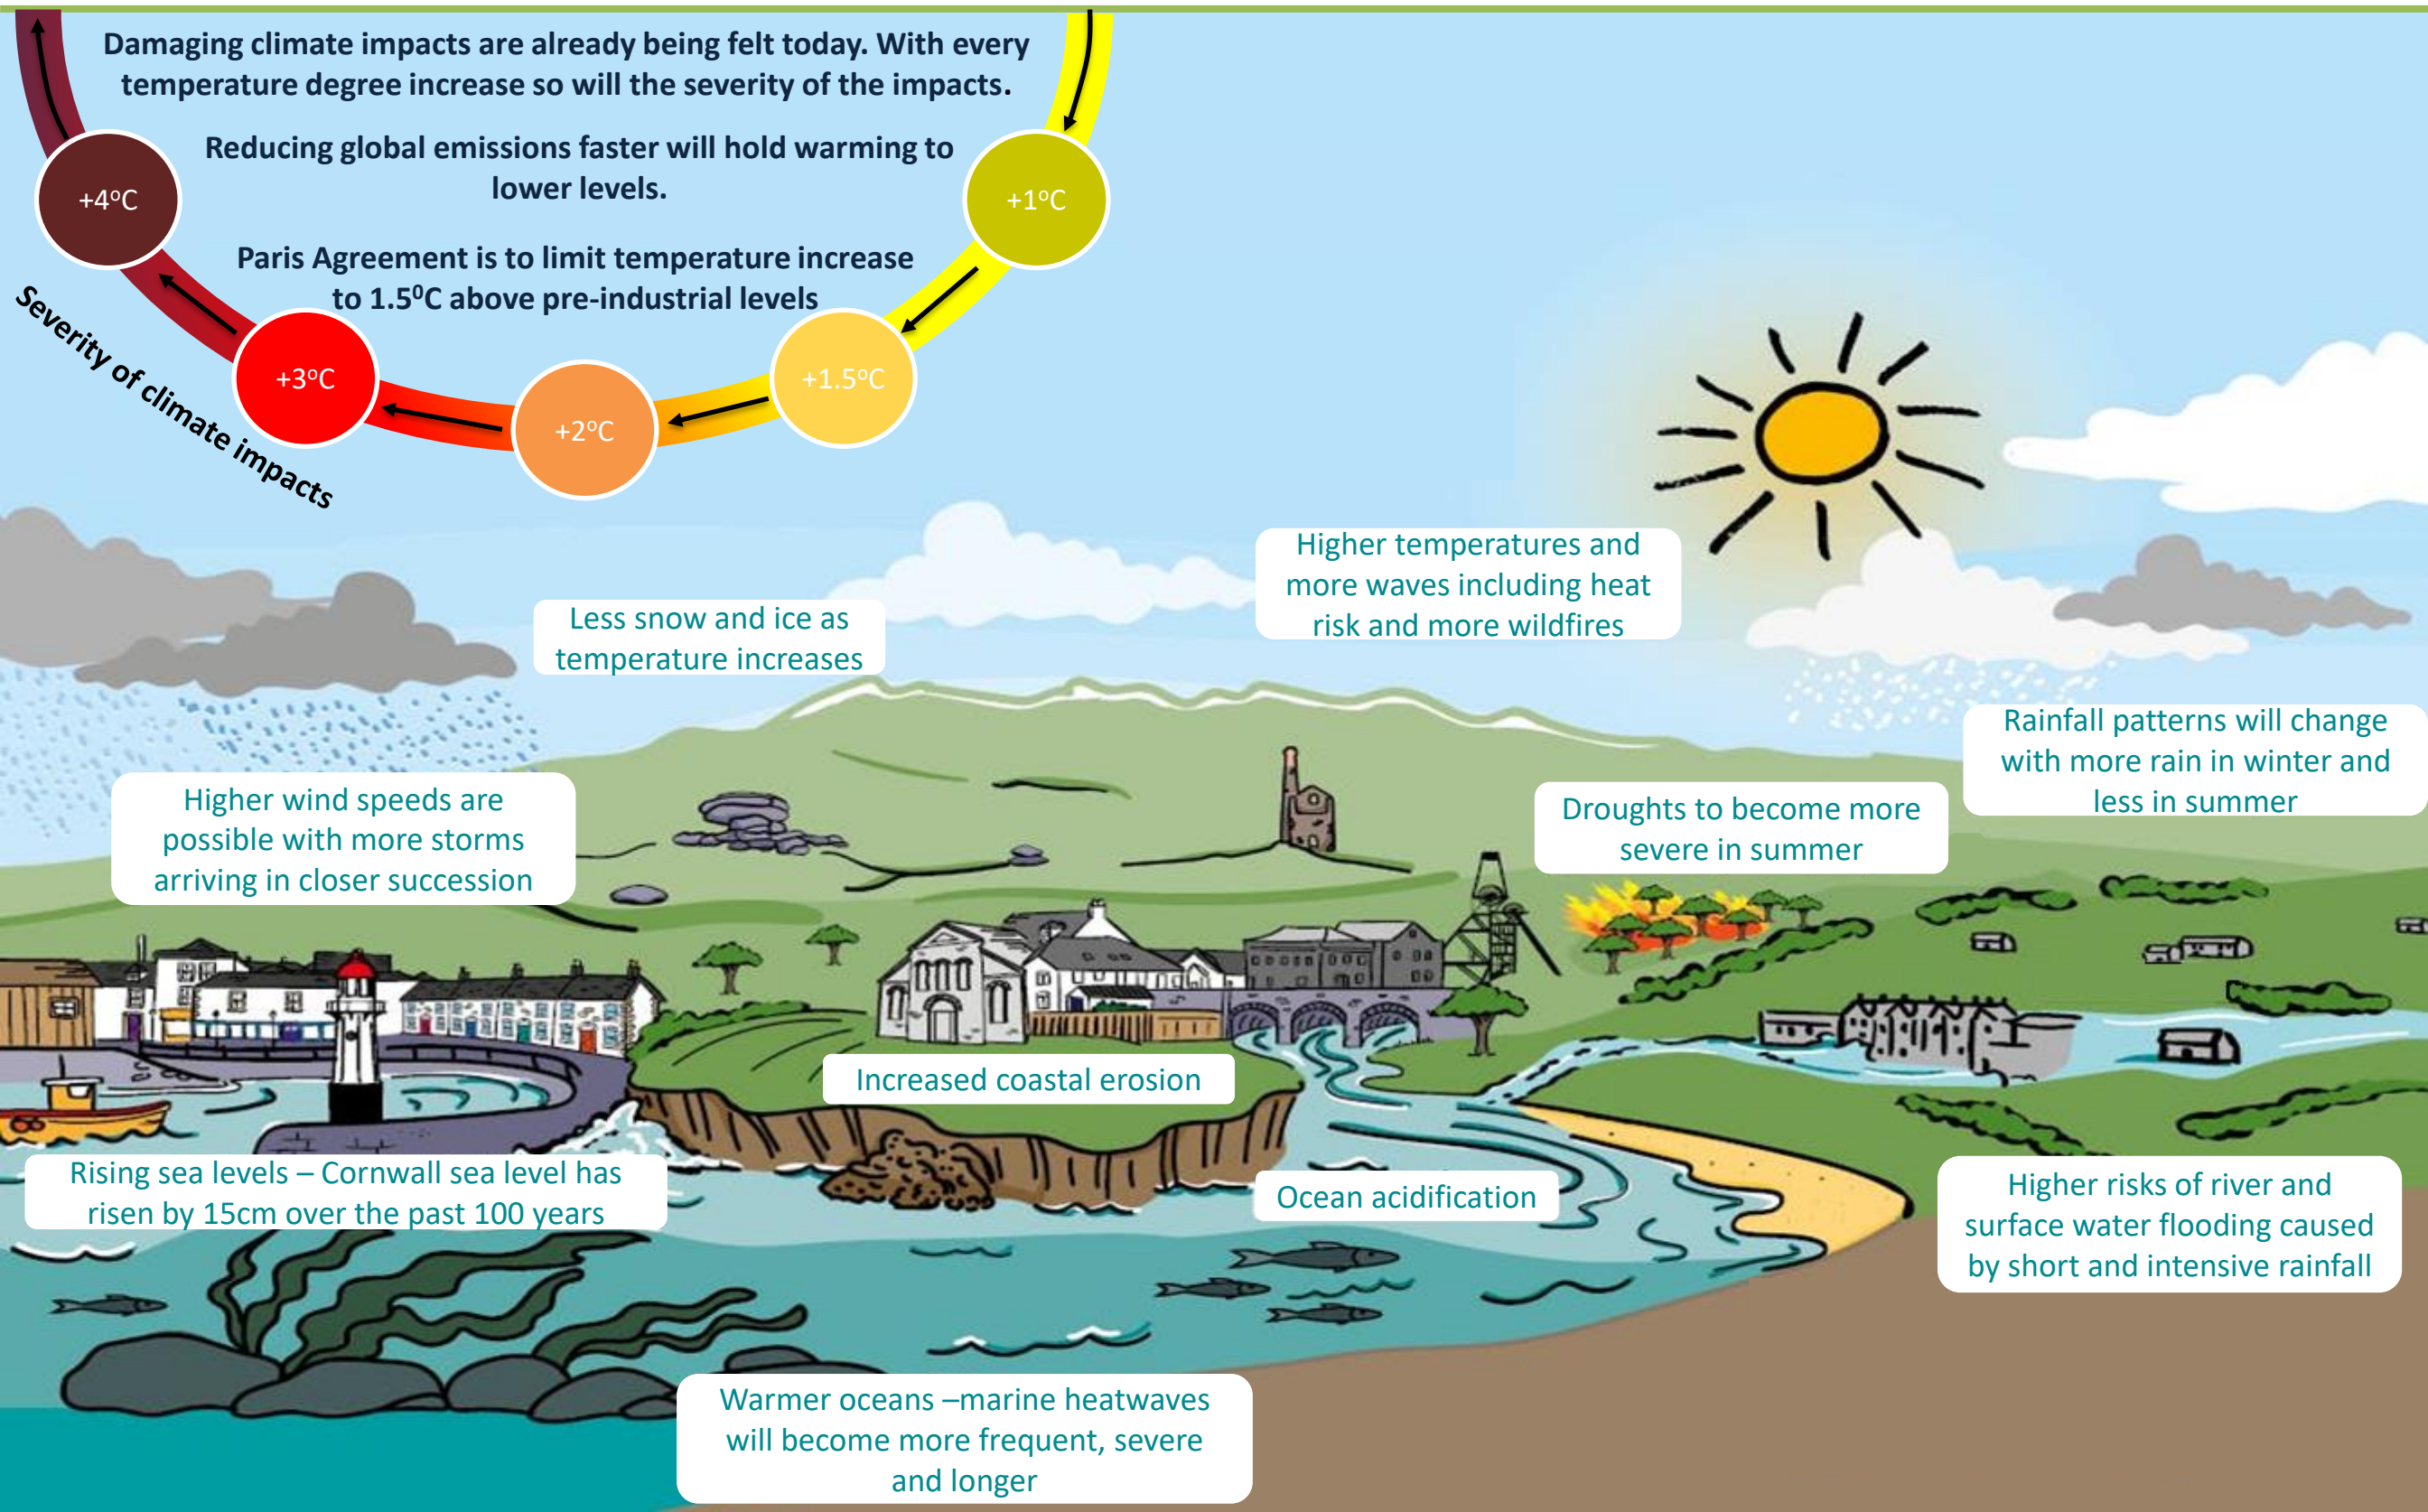 Damaging climate impacts are already being felt today. With every
temperature degree increase so will the severity of the impacts.
Reducing global emissions faster will hold warming to
lower levels.
Paris Agreement is to limit temperature increase
to 1.5⁰C above pre-industrial levels
+4ᵒC
+1ᵒC
+3ᵒC
+2ᵒC
+1.5ᵒC
Severity of climate impacts
Higher temperatures and
more waves including heat
risk and more wildfires
Less snow and ice as
temperature increases
Rainfall patterns will change
with more rain in winter and
less in summer
Higher wind speeds are
possible with more storms
arriving in closer succession
Droughts to become more
severe in summer
Increased coastal erosion
Rising sea levels – Cornwall sea level has
risen by 15cm over the past 100 years
Ocean acidification
Higher risks of river and
surface water flooding caused
by short and intensive rainfall
Warmer oceans –marine heatwaves
will become more frequent, severe
and longer